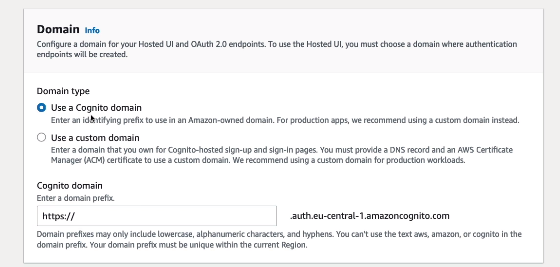 Domain Info
Configure a domain for your Hosted UI and OAuth 2.0 endpoints. To use the Hosted UI, you must choose a domain where authentication
endpoints will be created.
Domain type
Use a Cognito domain
Enter an identifying prefix to use in an Amazon-owned domain. For production apps, we recommend using a custom domain instead.
Use a custom domain
Enter a domain that you own for Cognito-hosted sign-up and sign-in pages. You must provide a DNS record and an AWS Certificate
Manager (ACM) certificate to use a custom domain. We recommend using a custom domain for production workloads.
Cognito domain
Enter a domain prefix.
https:// .auth.eu-central-1.amazoncognito.com
Domain prefixes may only include lowercase, alphanumeric characters, and hyphens. You can't use the text aws, amazon, or cognito in the
domain prefix. Your domain prefix must be unique within the current Region.